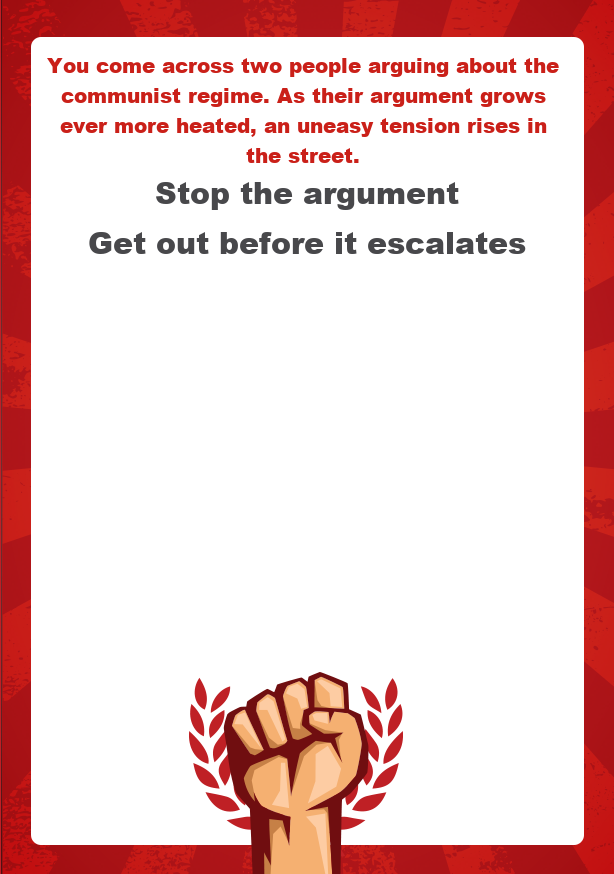 You come across two people arguing about the
communist regime. As their argument grows
ever more heated, an uneasy tension rises in
the street.
Stop the argument
Get out before it escalates